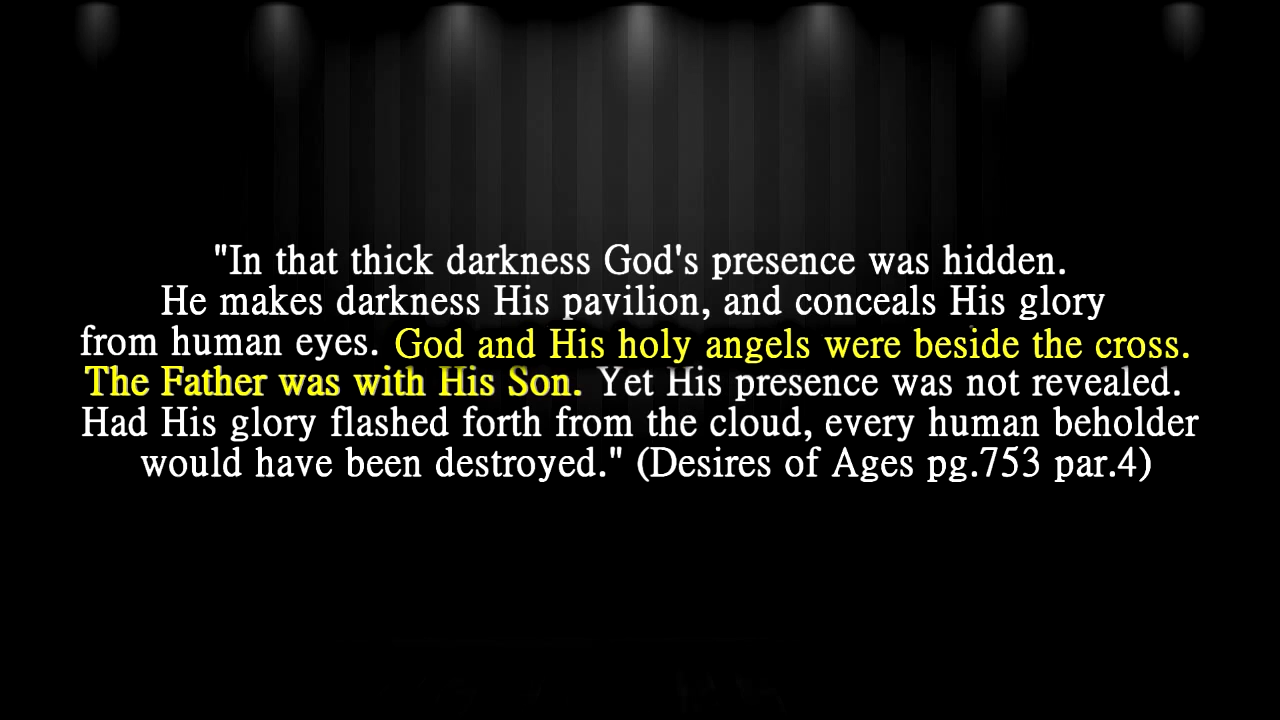 "In that thick darkness God's presence was hidden.
He makes darkness His pavilion, and conceals His glory
from human eyes. God and His holy angels were beside the cross.
The Father was with His Son. Yet His presence was not revealed.
Had His glory flashed forth from the cloud, every human beholder
would have been destroyed." (Desires of Ages pg.753 par.4)